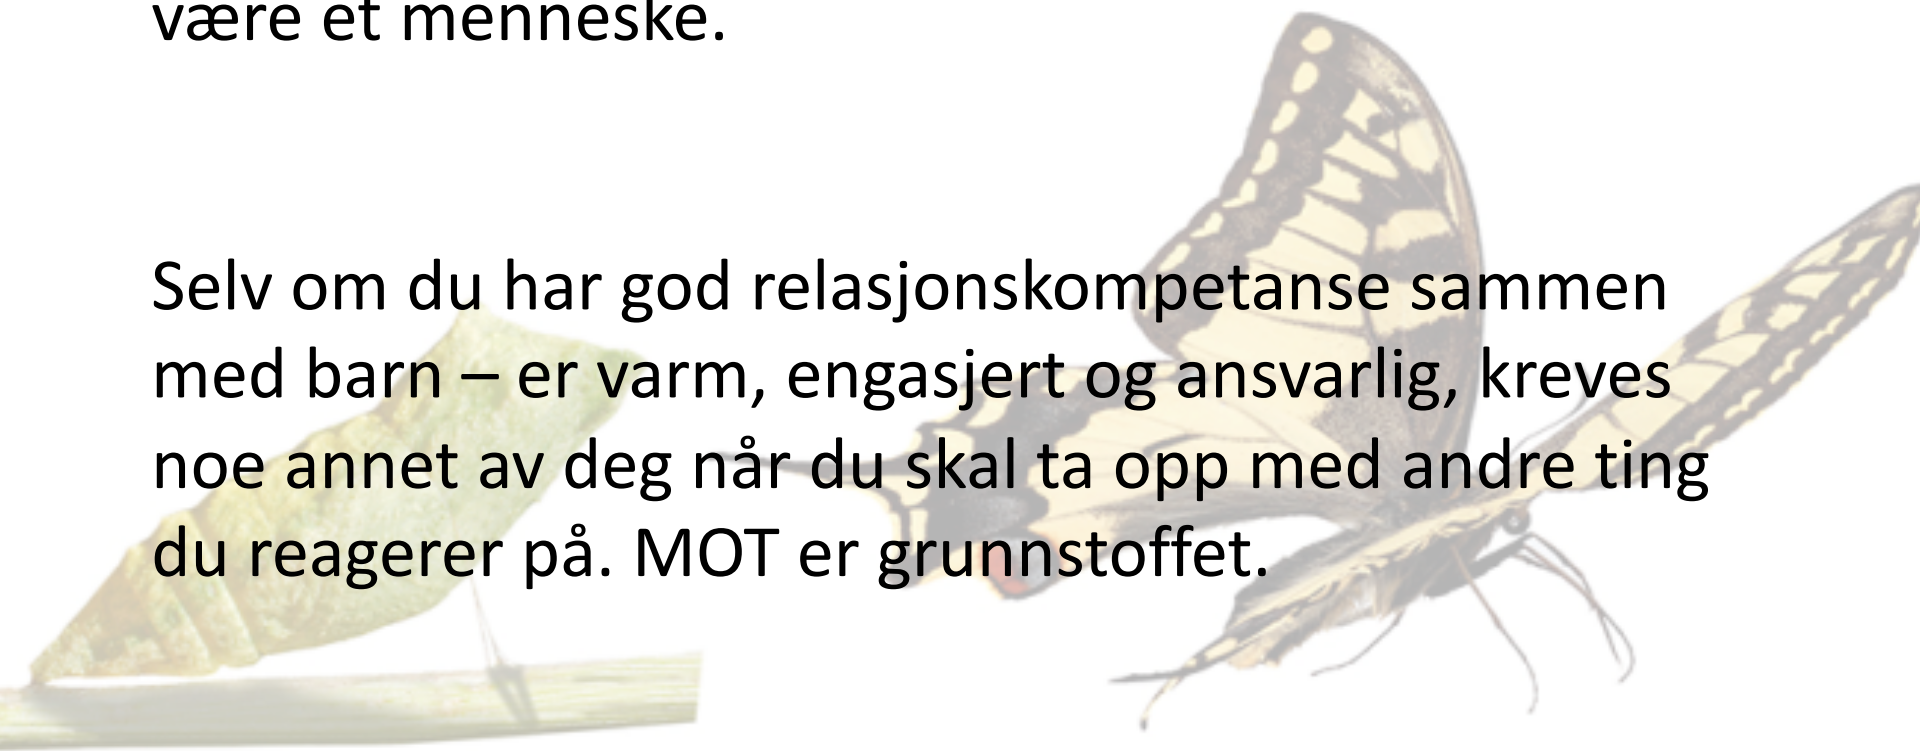 være et menneske.
Selv om du har god relasjonskompetanse sammen
med barn – er varm, engasjert og ansvarlig, kreves
noe annet av deg når du skal ta opp med andre ting
du reagerer på. MOT er grunnstoffet.